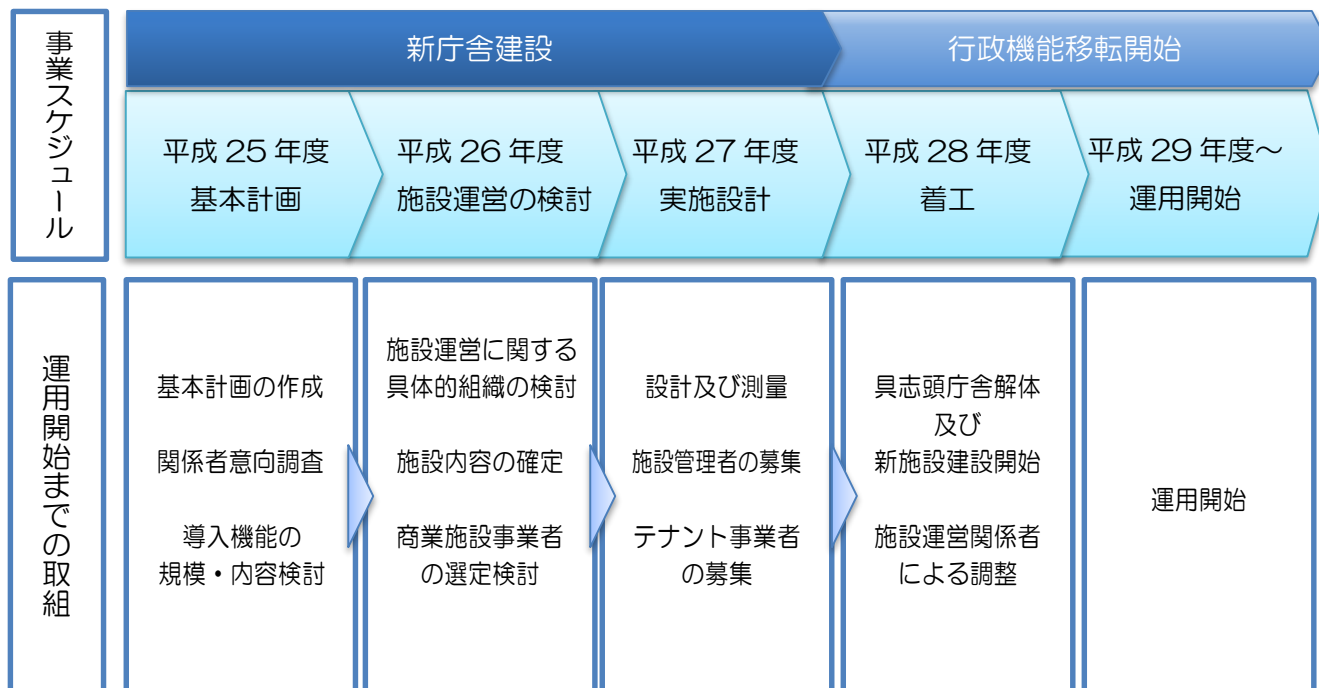 事業スケジュール
新庁舎建設
行政機能移転開始
平成 25 年度
基本計画
平成 26 年度
施設運営の検討
平成 27 年度
実施設計
平成 28 年度
着工
平成 29 年度～
運用開始
運用開始までの取組
基本計画の作成
関係者意向調査
導入機能の
規模・内容検討
施設運営に関する
具体的組織の検討
施設内容の確定
商業施設事業者
の選定検討
設計及び測量
施設管理者の募集
テナント事業者
の募集
具志頭庁舎解体
及び
新施設建設開始
施設運営関係者
による調整
運用開始